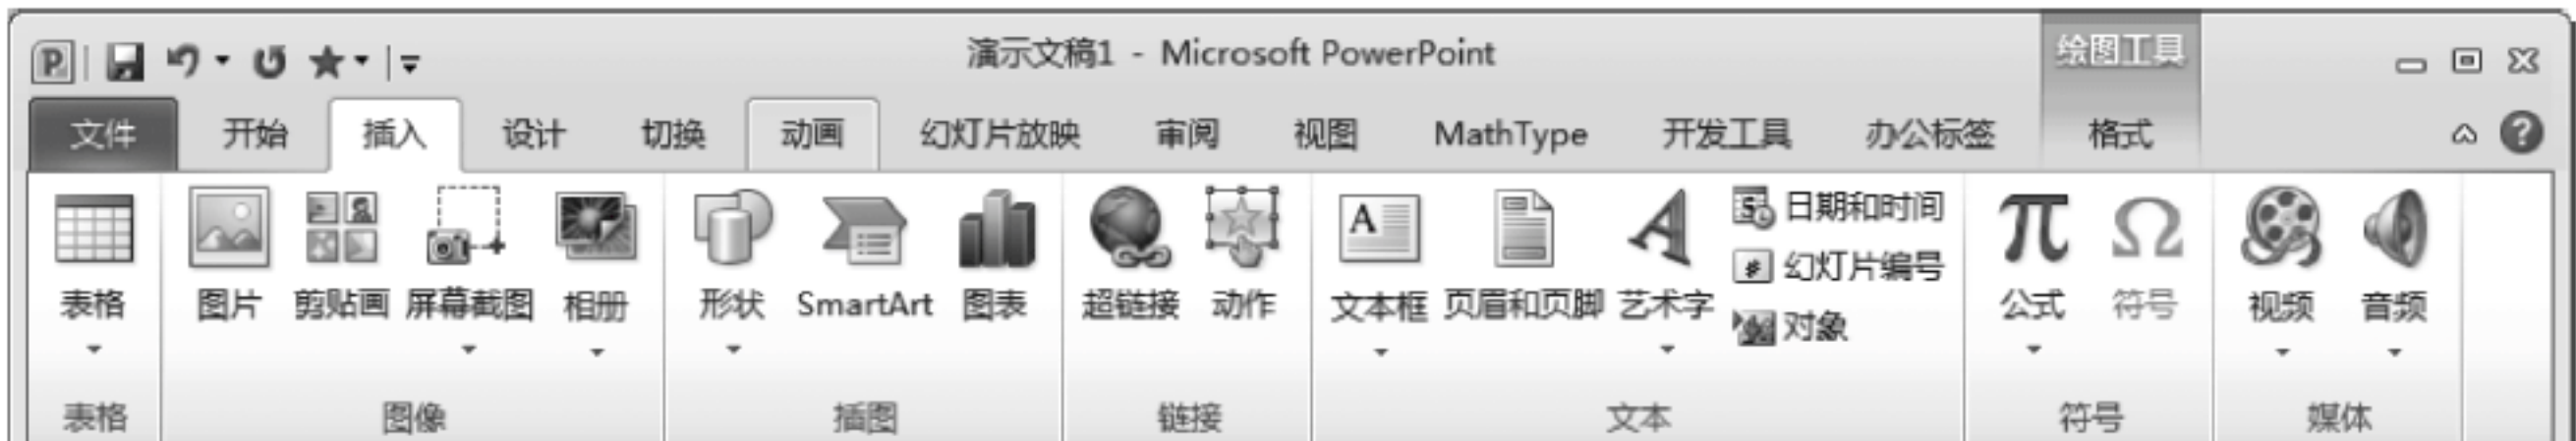 演示文稿1 - Microsoft PowerPoint
绘图工具
文件 开始 插入 设计 切换 动画 幻灯片放映 审阅 视图 MathType 开发工具 办公标签 格式
表格 图片 剪贴画 屏幕截图 相册 形状 SmartArt 图表 超链接 动作 文本框 页眉和页脚 艺术字 日期和时间
幻灯片编号
对象
公式 符号 视频 音频
表格 图像 插图 链接 文本 符号 媒体